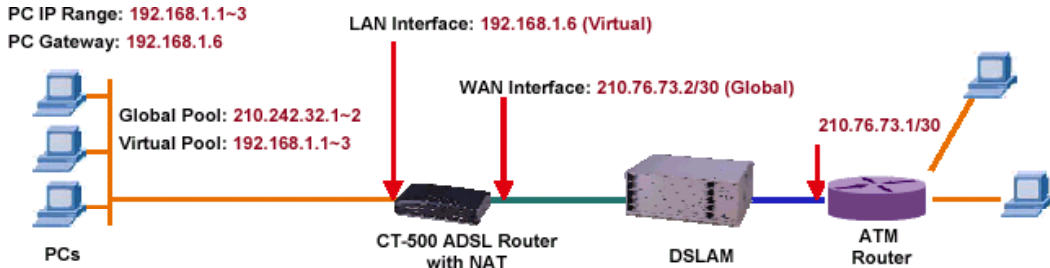 PC IP Range: 192.168.1.1~3
PC Gateway: 192.168.1.6
LAN Interface: 192.168.1.6 (Virtual)
WAN Interface: 210.76.73.2/30 (Global)
Global Pool: 210.242.32.1~2
Virtual Pool: 192.168.1.1~3
210.76.73.1/30
PCs
CT-500 ADSL Router
with NAT
DSLAM
ATM
Router